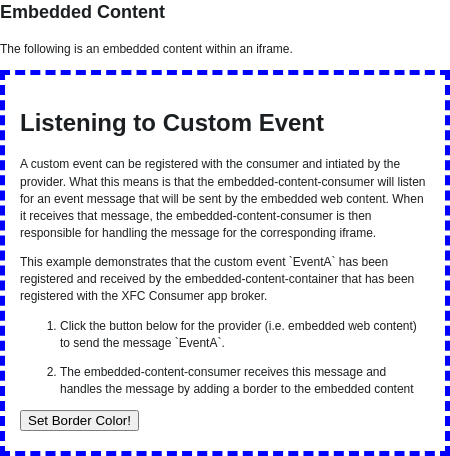 Embedded Content
The following is an embedded content within an iframe.
Listening to Custom Event
A custom event can be registered with the consumer and intiated by the
provider. What this means is that the embedded-content-consumer will listen
for an event message that will be sent by the embedded web content. When
it receives that message, the embedded-content-consumer is then
responsible for handling the message for the corresponding iframe.
This example demonstrates that the custom event `EventA` has been
registered and received by the embedded-content-container that has been
registered with the XFC Consumer app broker.
1. Click the button below for the provider (i.e. embedded web content)
to send the message `EventA`.
2. The embedded-content-consumer receives this message and
handles the message by adding a border to the embedded content
Set Border Color!